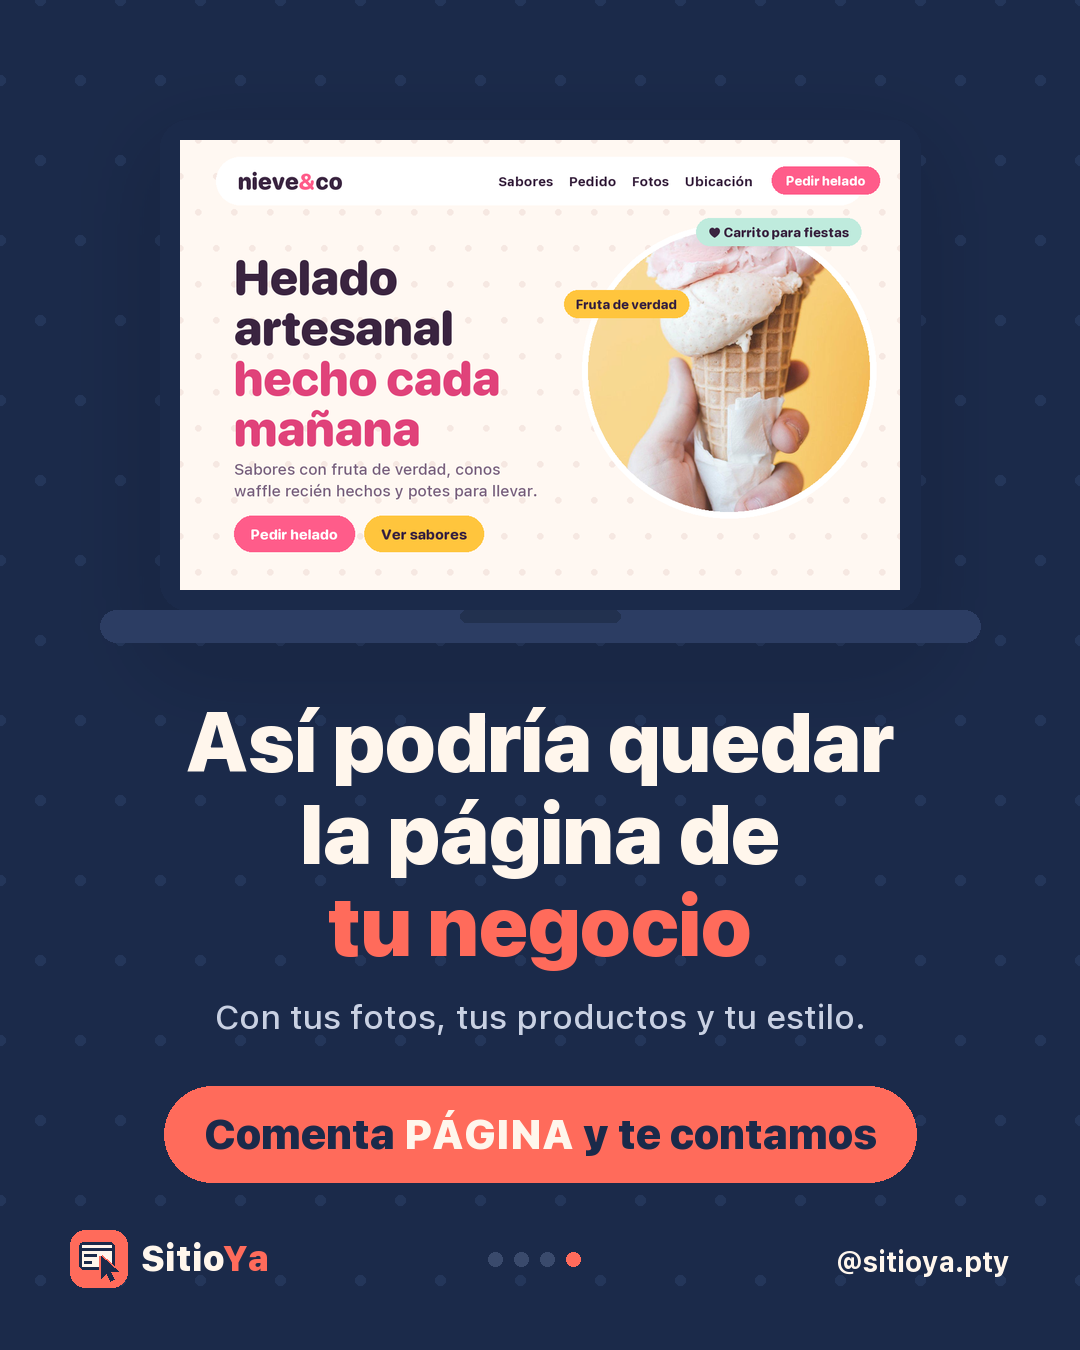 nieve&co
Sabores Pedido Fotos Ubicación Pedir helado
Carrito para fiestas
Fruta de verdad
Helado
artesanal
hecho cada
mañana
Sabores con fruta de verdad, conos
waffle recién hechos y potes para llevar.
Pedir helado Ver sabores
Así podría quedar
la página de
tu negocio
Con tus fotos, tus productos y tu estilo.
Comenta PÁGINA y te contamos
SitioYa
@sitioya.pty